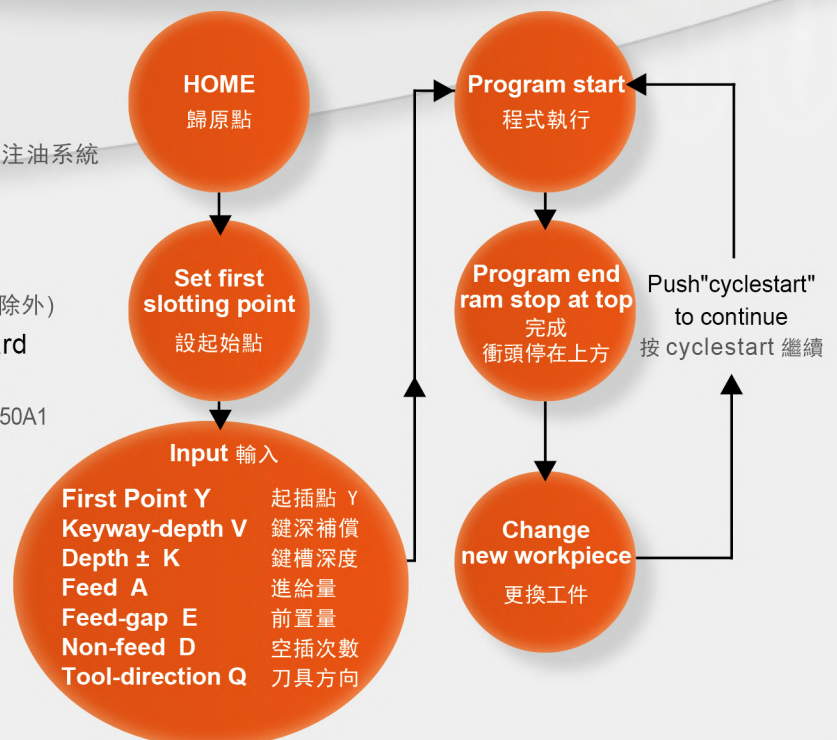 注油系統
除外)
rd
50A1
HOME
歸原點
Set first
slotting point
設起始點
Input 輸入
First Point Y 起插點 Y
Keyway-depth V 鍵深補償
Depth ± K 鍵槽深度
Feed A 進給量
Feed-gap E 前置量
Non-feed D 空插次數
Tool-direction Q 刀具方向
Program start
程式執行
Program end
ram stop at top
完成
衝頭停在上方
Change
new workpiece
更換工件
Push"cyclestart"
to continue
按 cyclestart 繼續